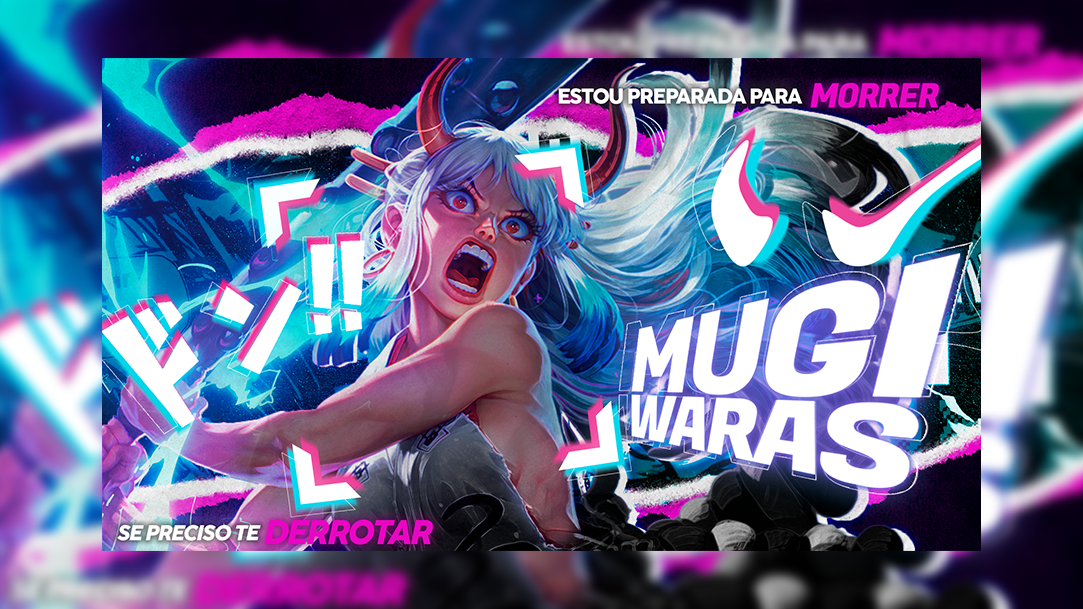 ESTOU PREPARADA PARA MORRER
ドン!!
MUGI
WARAS
SE PRECISO TE DERROTAR